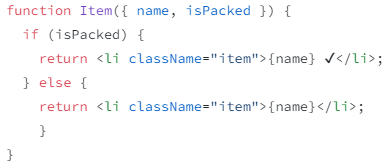 function Item({ name, isPacked }) {
  if (isPacked) {
    return <li className="item">{name} ✔</li>;
  } else {
    return <li className="item">{name}</li>;
    }
}